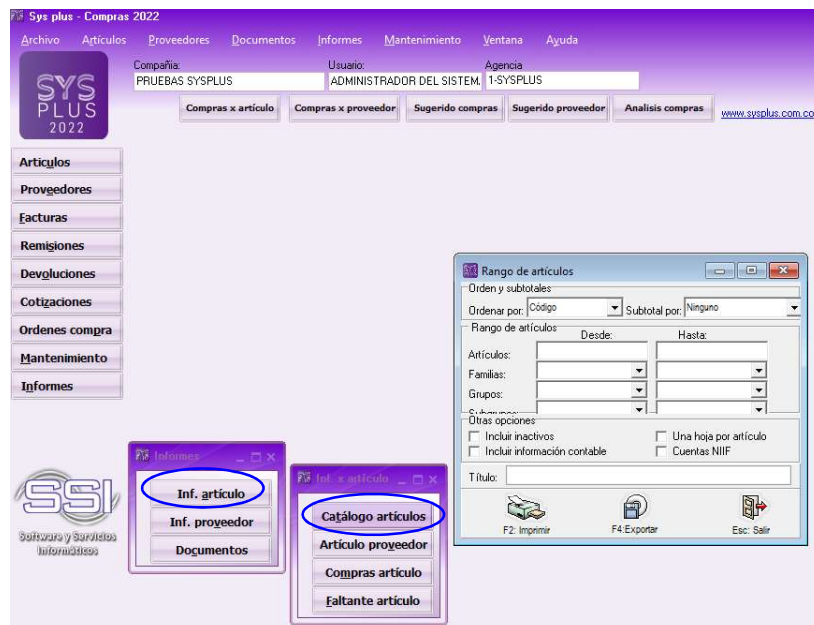 Sys plus - Compras 2022
Archivo Artículos Proveedores Documentos Informes Mantenimiento Ventana Ayuda
Compañia: Usuario: Agencia
PRUEBAS SYSPLUS ADMINISTRADOR DEL SISTEM. 1-SYSPLUS
SYS
PLUS
2022
Compras x artículo Compras x proveedor Sugerido compras Sugerido proveedor Analisis compras www.sysplus.com.co
Articulos
Proveedores
Facturas
Remisiones
Devoluciones
Cotizaciones
Ordenes compra
Mantenimiento
Informes
SSI
Software y Servicios
Informáticos
Informes
Inf. artículo
Inf. proveedor
Documentos
Inf. x artículo
Catálogo artículos
Artículo proveedor
Compras artículo
Faltante artículo
Rango de artículos
Orden y subtotales
Ordenar por: Código Subtotal por: Ninguno
Rango de artículos Desde: Hasta:
Artículos:
Familias:
Grupos:
Subgrupos:
Otras opciones
Incluir inactivos Una hoja por artículo
Incluir información contable Cuentas NIIF
Título:
F2: Imprimir F4:Exportar Esc: Salir